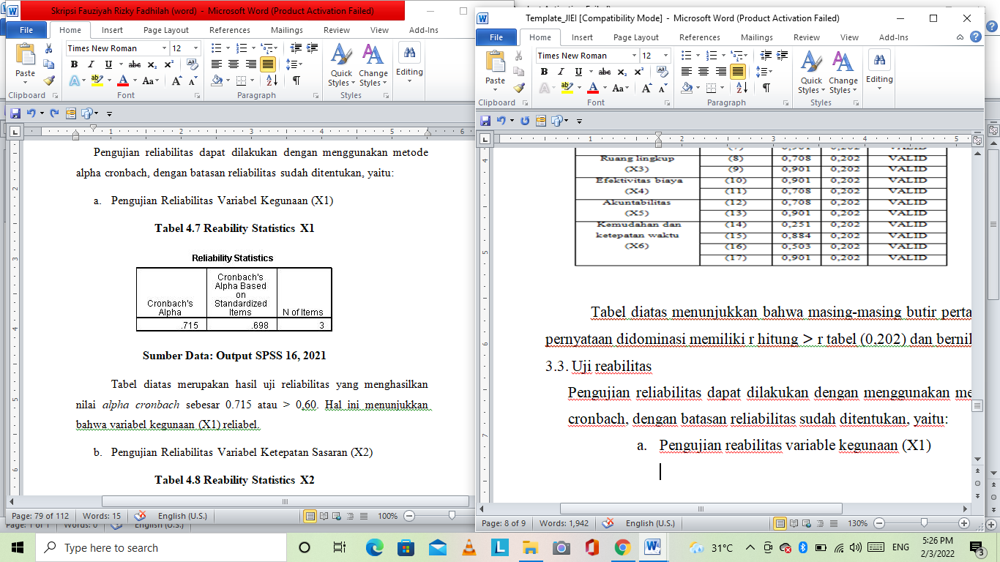 Skripsi Fauziyah Rizky Fadhilah (word) - Microsoft Word (Product Activation Failed)
File Home Insert Page Layout References Mailings Review View Add-Ins
Times New Roman 12
Paste
Quick Styles Change Styles Editing
Clipboard Font Paragraph Styles
Pengujian reliabilitas dapat dilakukan dengan menggunakan metode
alpha cronbach, dengan batasan reliabilitas sudah ditentukan, yaitu:
a. Pengujian Reliabilitas Variabel Kegunaan (X1)
Tabel 4.7 Reability Statistics X1
Reliability Statistics
Cronbach's Alpha
Cronbach's Alpha Based on Standardized Items
N of Items
.715 .698 3
Sumber Data: Output SPSS 16, 2021
Tabel diatas merupakan hasil uji reliabilitas yang menghasilkan
nilai alpha cronbach sebesar 0.715 atau > 0,60. Hal ini menunjukkan
bahwa variabel kegunaan (X1) reliabel.
b. Pengujian Reliabilitas Variabel Ketepatan Sasaran (X2)
Tabel 4.8 Reability Statistics X2
Page: 79 of 112 Words: 15 English (U.S.) 100%
Page: 1 of 1 Words: 0 English (U.S.)
Template_JIEI [Compatibility Mode] - Microsoft Word (Product Activation Failed)
File Home Insert Page Layout References Mailings Review View Add-Ins
Times New Roman 12
Paste
Quick Styles Change Styles Editing
Clipboard Font Paragraph Styles
Ruang lingkup (8) 0,708 0,202 VALID
(X3) (9) 0,901 0,202 VALID
Efektivitas biaya (10) 0,901 0,202 VALID
(X4) (11) 0,708 0,202 VALID
Akuntabilitas (12) 0,708 0,202 VALID
(X5) (13) 0,901 0,202 VALID
Kemudahan dan (14) 0,251 0,202 VALID
ketepatan waktu (15) 0,884 0,202 VALID
(X6) (16) 0,503 0,202 VALID
(17) 0,901 0,202 VALID
Tabel diatas menunjukkan bahwa masing-masing butir perta
pernyataan didominasi memiliki r hitung > r tabel (0,202) dan bernil
3.3. Uji reabilitas
Pengujian reliabilitas dapat dilakukan dengan menggunakan me
cronbach, dengan batasan reliabilitas sudah ditentukan, yaitu:
a. Pengujian reabilitas variable kegunaan (X1)
Page: 8 of 9 Words: 1,942 English (U.S.) 130%
Type here to search
31°C ENG 5:26 PM
2/3/2022 3